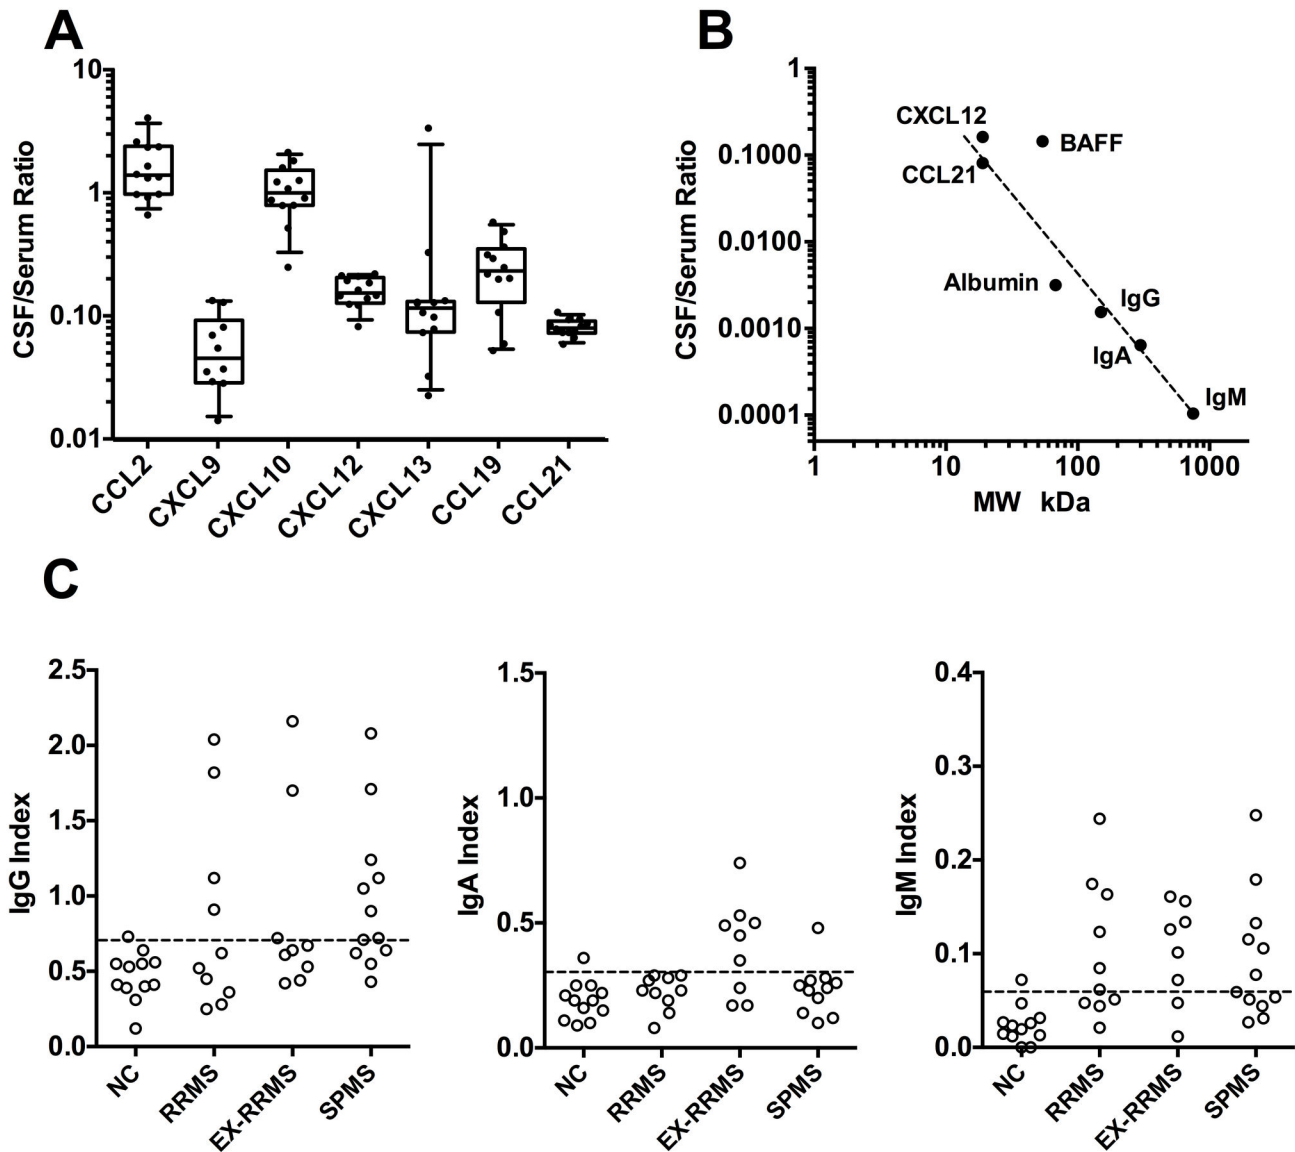 A
CSF/Serum Ratio
10
1
0.10
0.01
CCL2
CXCL9
CXCL10
CXCL12
CXCL13
CCL19
CCL21
B
CSF/Serum Ratio
1
0.1000
0.0100
0.0010
0.0001
CXCL12
BAFF
CCL21
Albumin
IgG
IgA
IgM
1
10
100
1000
MW kDa
C
IgG Index
2.5
2.0
1.5
1.0
0.5
0.0
NC
RRMS
EX-RRMS
SPMS
IgA Index
1.5
1.0
0.5
0.0
NC
RRMS
EX-RRMS
SPMS
IgM Index
0.4
0.3
0.2
0.1
0.0
NC
RRMS
EX-RRMS
SPMS